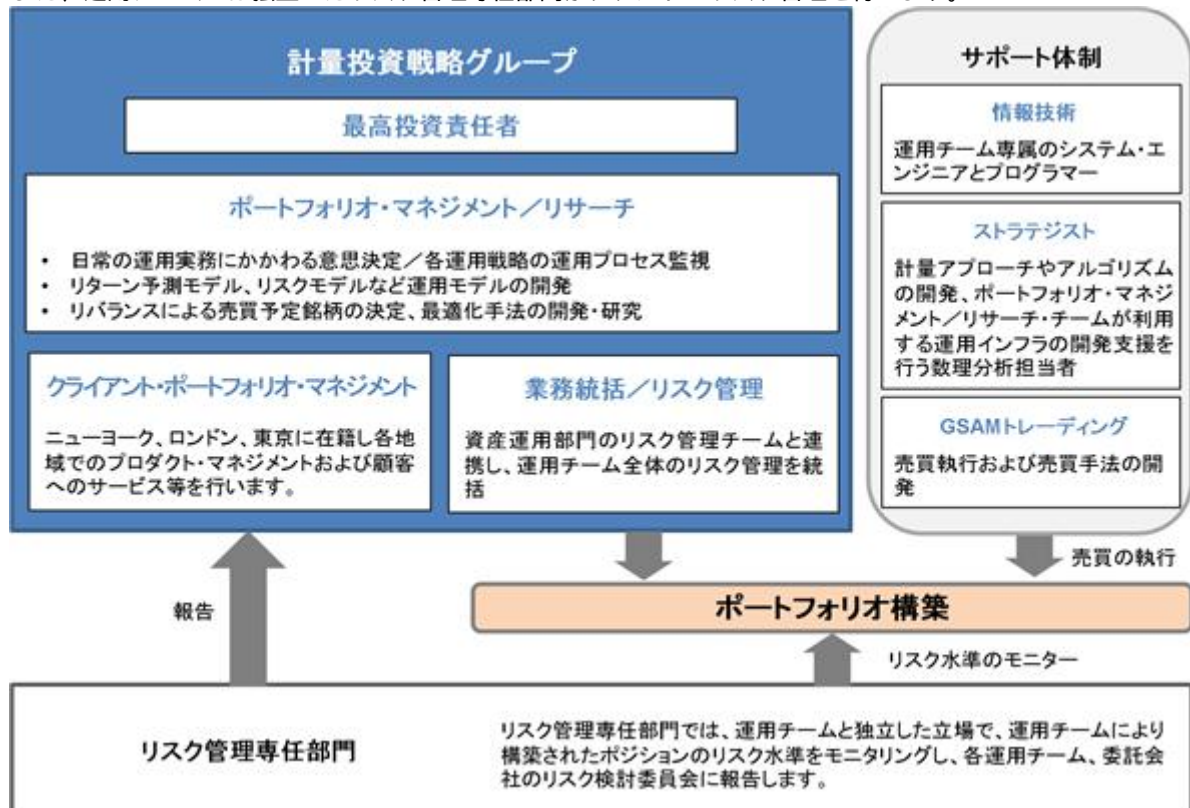 計量投資戦略グループ
最高投資責任者
ポートフォリオ・マネジメント／リサーチ
• 日常の運用実務にかかわる意思決定／各運用戦略の運用プロセス監視
• リターン予測モデル、リスクモデルなど運用モデルの開発
• リバランスによる売買予定銘柄の決定、最適化手法の開発・研究
クライアント・ポートフォリオ・マネジメント
ニューヨーク、ロンドン、東京に在籍し各地
域でのプロダクト・マネジメントおよび顧客
へのサービス等を行います。
業務統括／リスク管理
資産運用部門のリスク管理チームと連
携し、運用チーム全体のリスク管理を統
括
サポート体制
情報技術
運用チーム専属のシステム・エ
ンジニアとプログラマー
ストラテジスト
計量アプローチやアルゴリズム
の開発、ポートフォリオ・マネジ
メント／リサーチ・チームが利用
する運用インフラの開発支援を
行う数理分析担当者
GSAMトレーディング
売買執行および売買手法の開
発
売買の執行
報告
ポートフォリオ構築
リスク水準のモニター
リスク管理専任部門
リスク管理専任部門では、運用チームと独立した立場で、運用チームにより
構築されたポジションのリスク水準をモニタリングし、各運用チーム、委託会
社のリスク検討委員会に報告します。